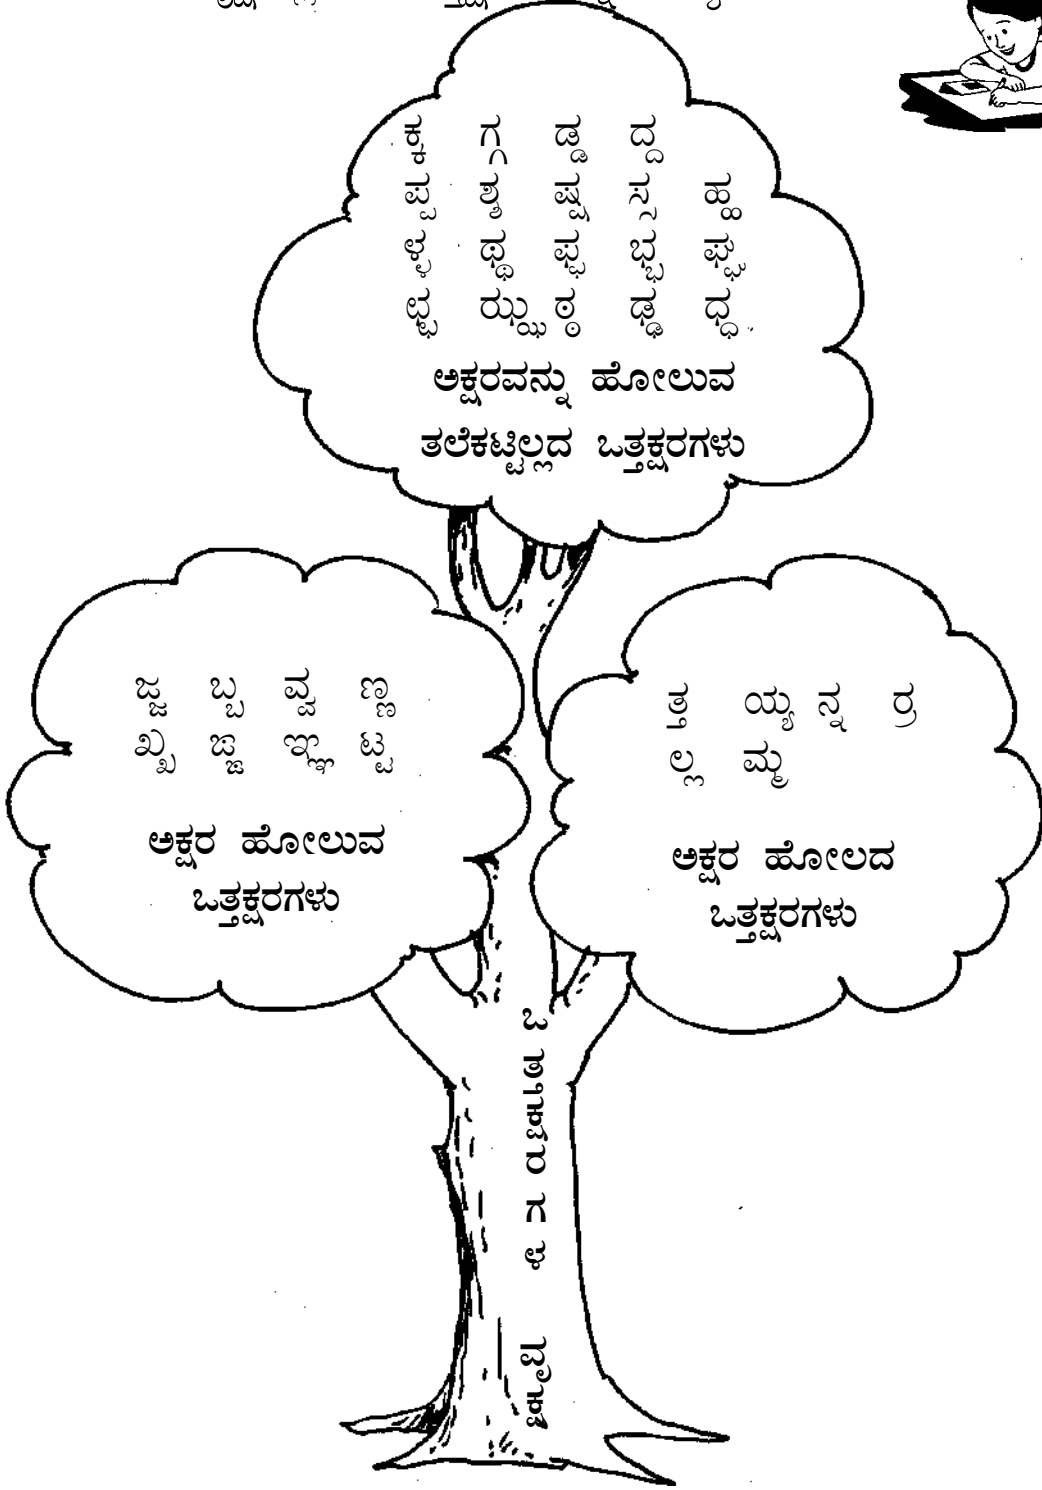 ಕ್ಕ ಗ್ಗ ಡ್ಡ ದ್ದ
ಪ್ಪ ಶ್ಶ ಷ್ಷ ಸ್ಸ ಹ್ಹ
ಳ್ಳ ಥ್ಥ ಫ್ಫ ಭ್ಭ ಘ್ಘ
ಛ್ಛ ಝ್ಝ ಠ್ಠ ಢ್ಢ ಧ್ಧ
ಅಕ್ಷರವನ್ನು ಹೋಲುವ
ತಲೆಕಟ್ಟಿಲ್ಲದ ಒತ್ತಕ್ಷರಗಳು
ಜ್ಜ ಬ್ಬ ವ್ವ ಣ್ಣ
ಖ್ಖ ಙ್ಙ ಞ್ಞ ಟ್ಟ
ಅಕ್ಷರ ಹೋಲುವ
ಒತ್ತಕ್ಷರಗಳು
ತ್ತ ಯ್ಯ ನ್ನ ರ್ರ
ಲ್ಲ ಮ್ಮ
ಅಕ್ಷರ ಹೋಲದ
ಒತ್ತಕ್ಷರಗಳು
ಒತ್ತಕ್ಷರಗಳ ವೃಕ್ಷ